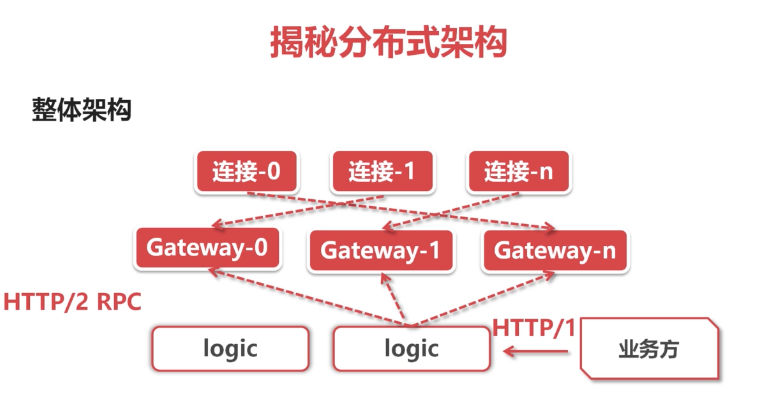 揭秘分布式架构
整体架构
连接-0 连接-1 连接-n
Gateway-0 Gateway-1 Gateway-n
HTTP/2 RPC
HTTP/1
logic logic 业务方